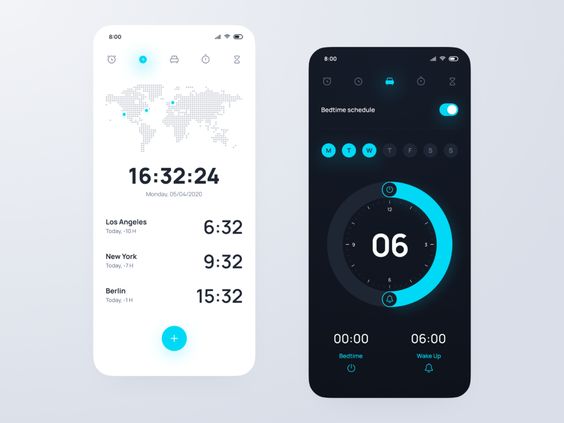 8:00
16:32:24
Monday, 05/04/2020
Los Angeles
Today, -10 H
6:32
New York
Today, -7 H
9:32
Berlin
Today, -1 H
15:32
+
8:00
Bedtime schedule
M T W T F S S
12
9 06 3
6
00:00 06:00
Bedtime Wake Up